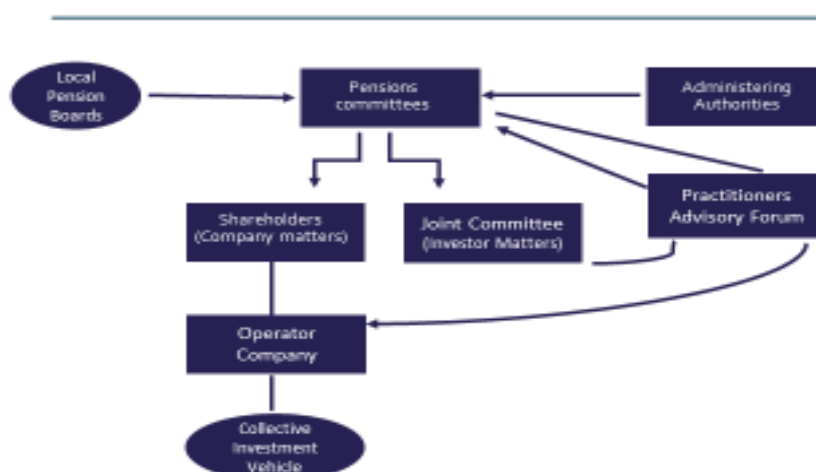 Local
Pension
Boards
Pensions
committees
Administering
Authorities
Shareholders
(Company matters)
Joint Committee
(Investor Matters)
Practitioners
Advisory Forum
Operator
Company
Collective
Investment
Vehicle